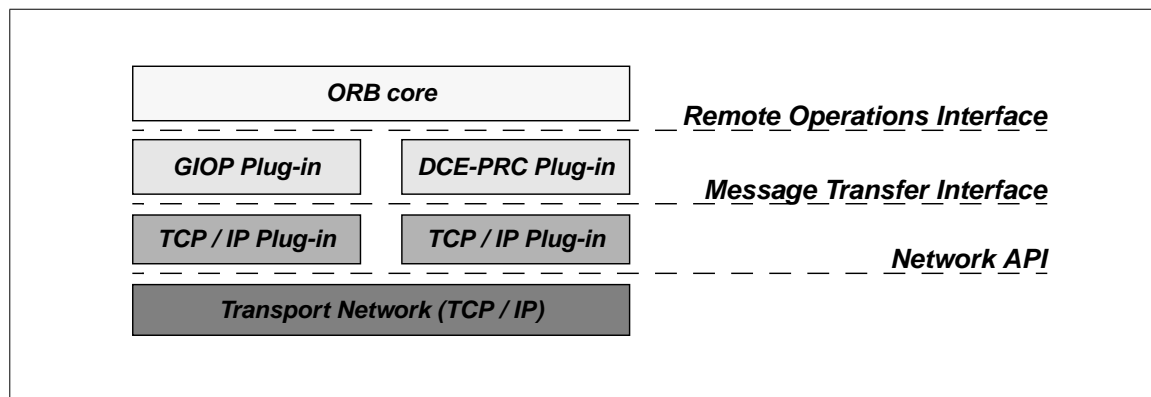 ORB core
Remote Operations Interface
GIOP Plug-in
DCE-PRC Plug-in
Message Transfer Interface
TCP / IP Plug-in
TCP / IP Plug-in
Network API
Transport Network (TCP / IP)